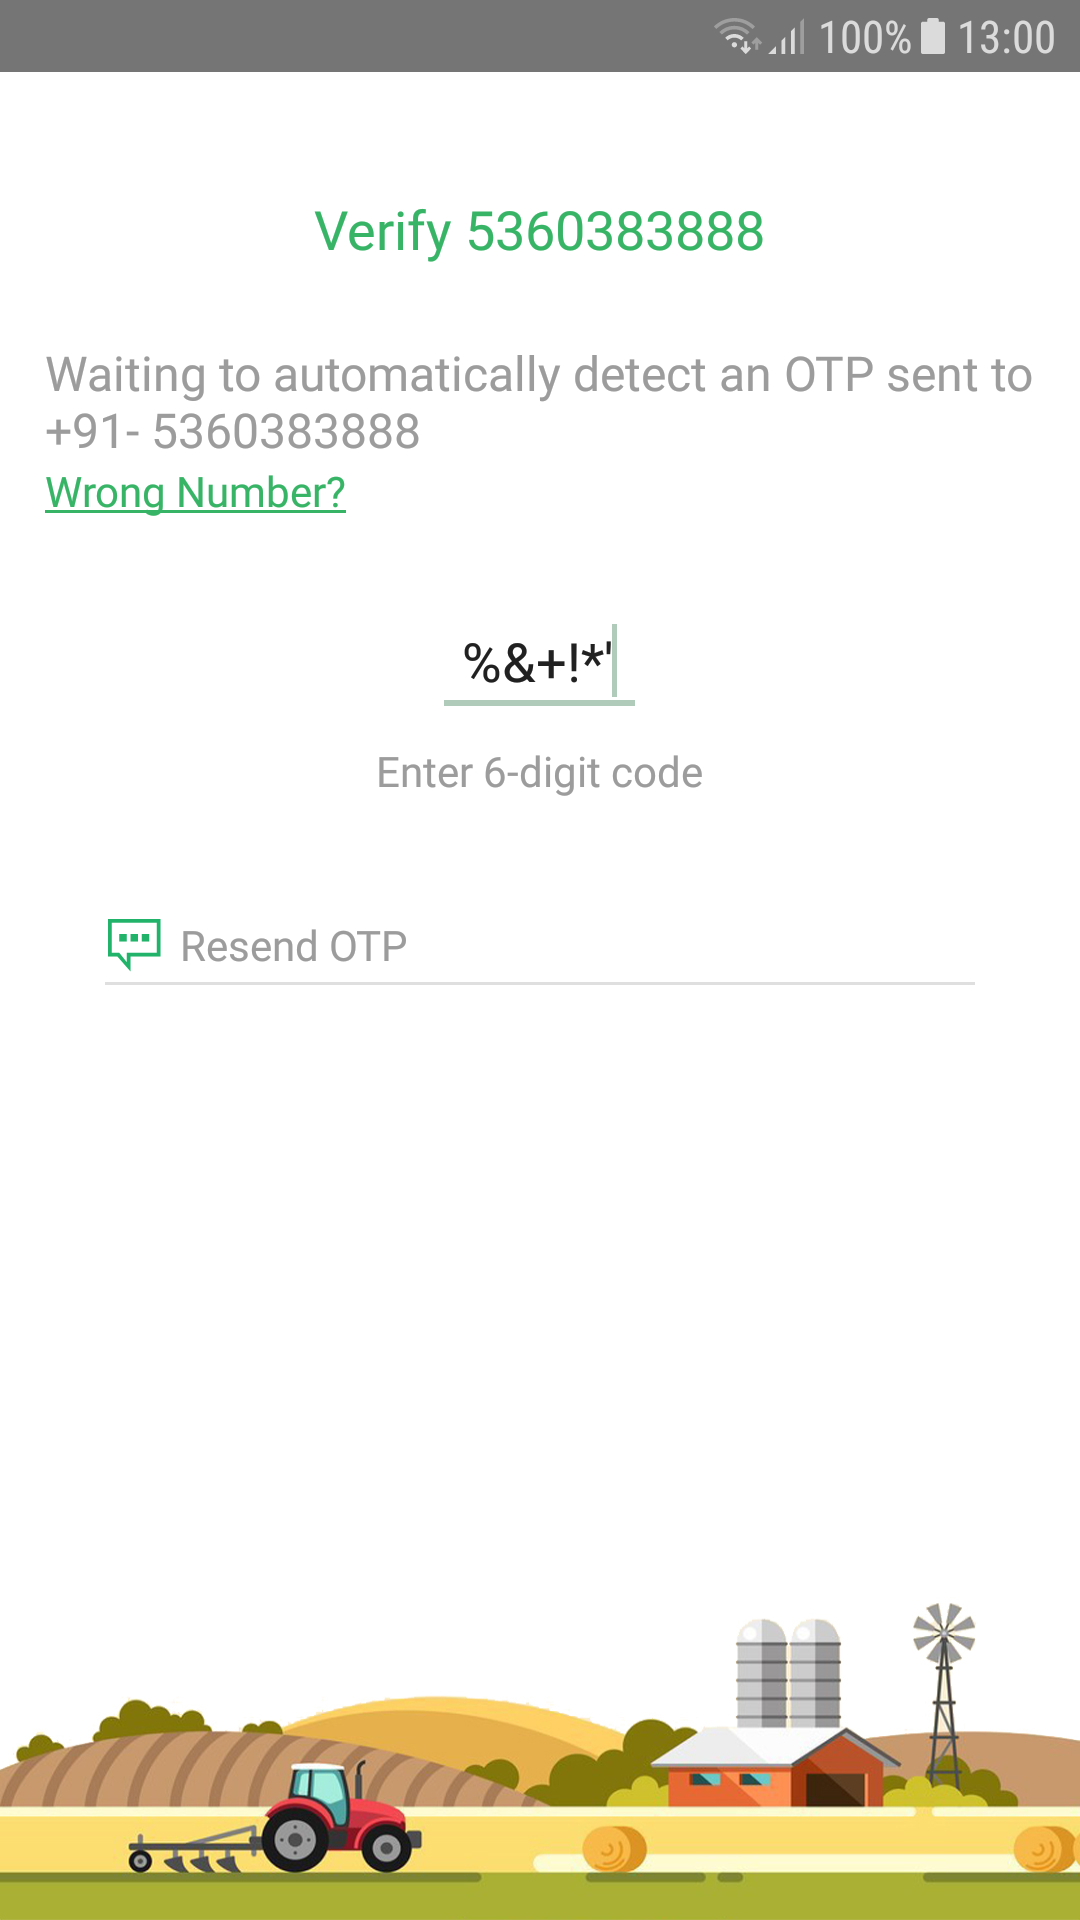 100% 13:00
Verify 5360383888
Waiting to automatically detect an OTP sent to
+91- 5360383888
Wrong Number?
%&+!*'
Enter 6-digit code
Resend OTP